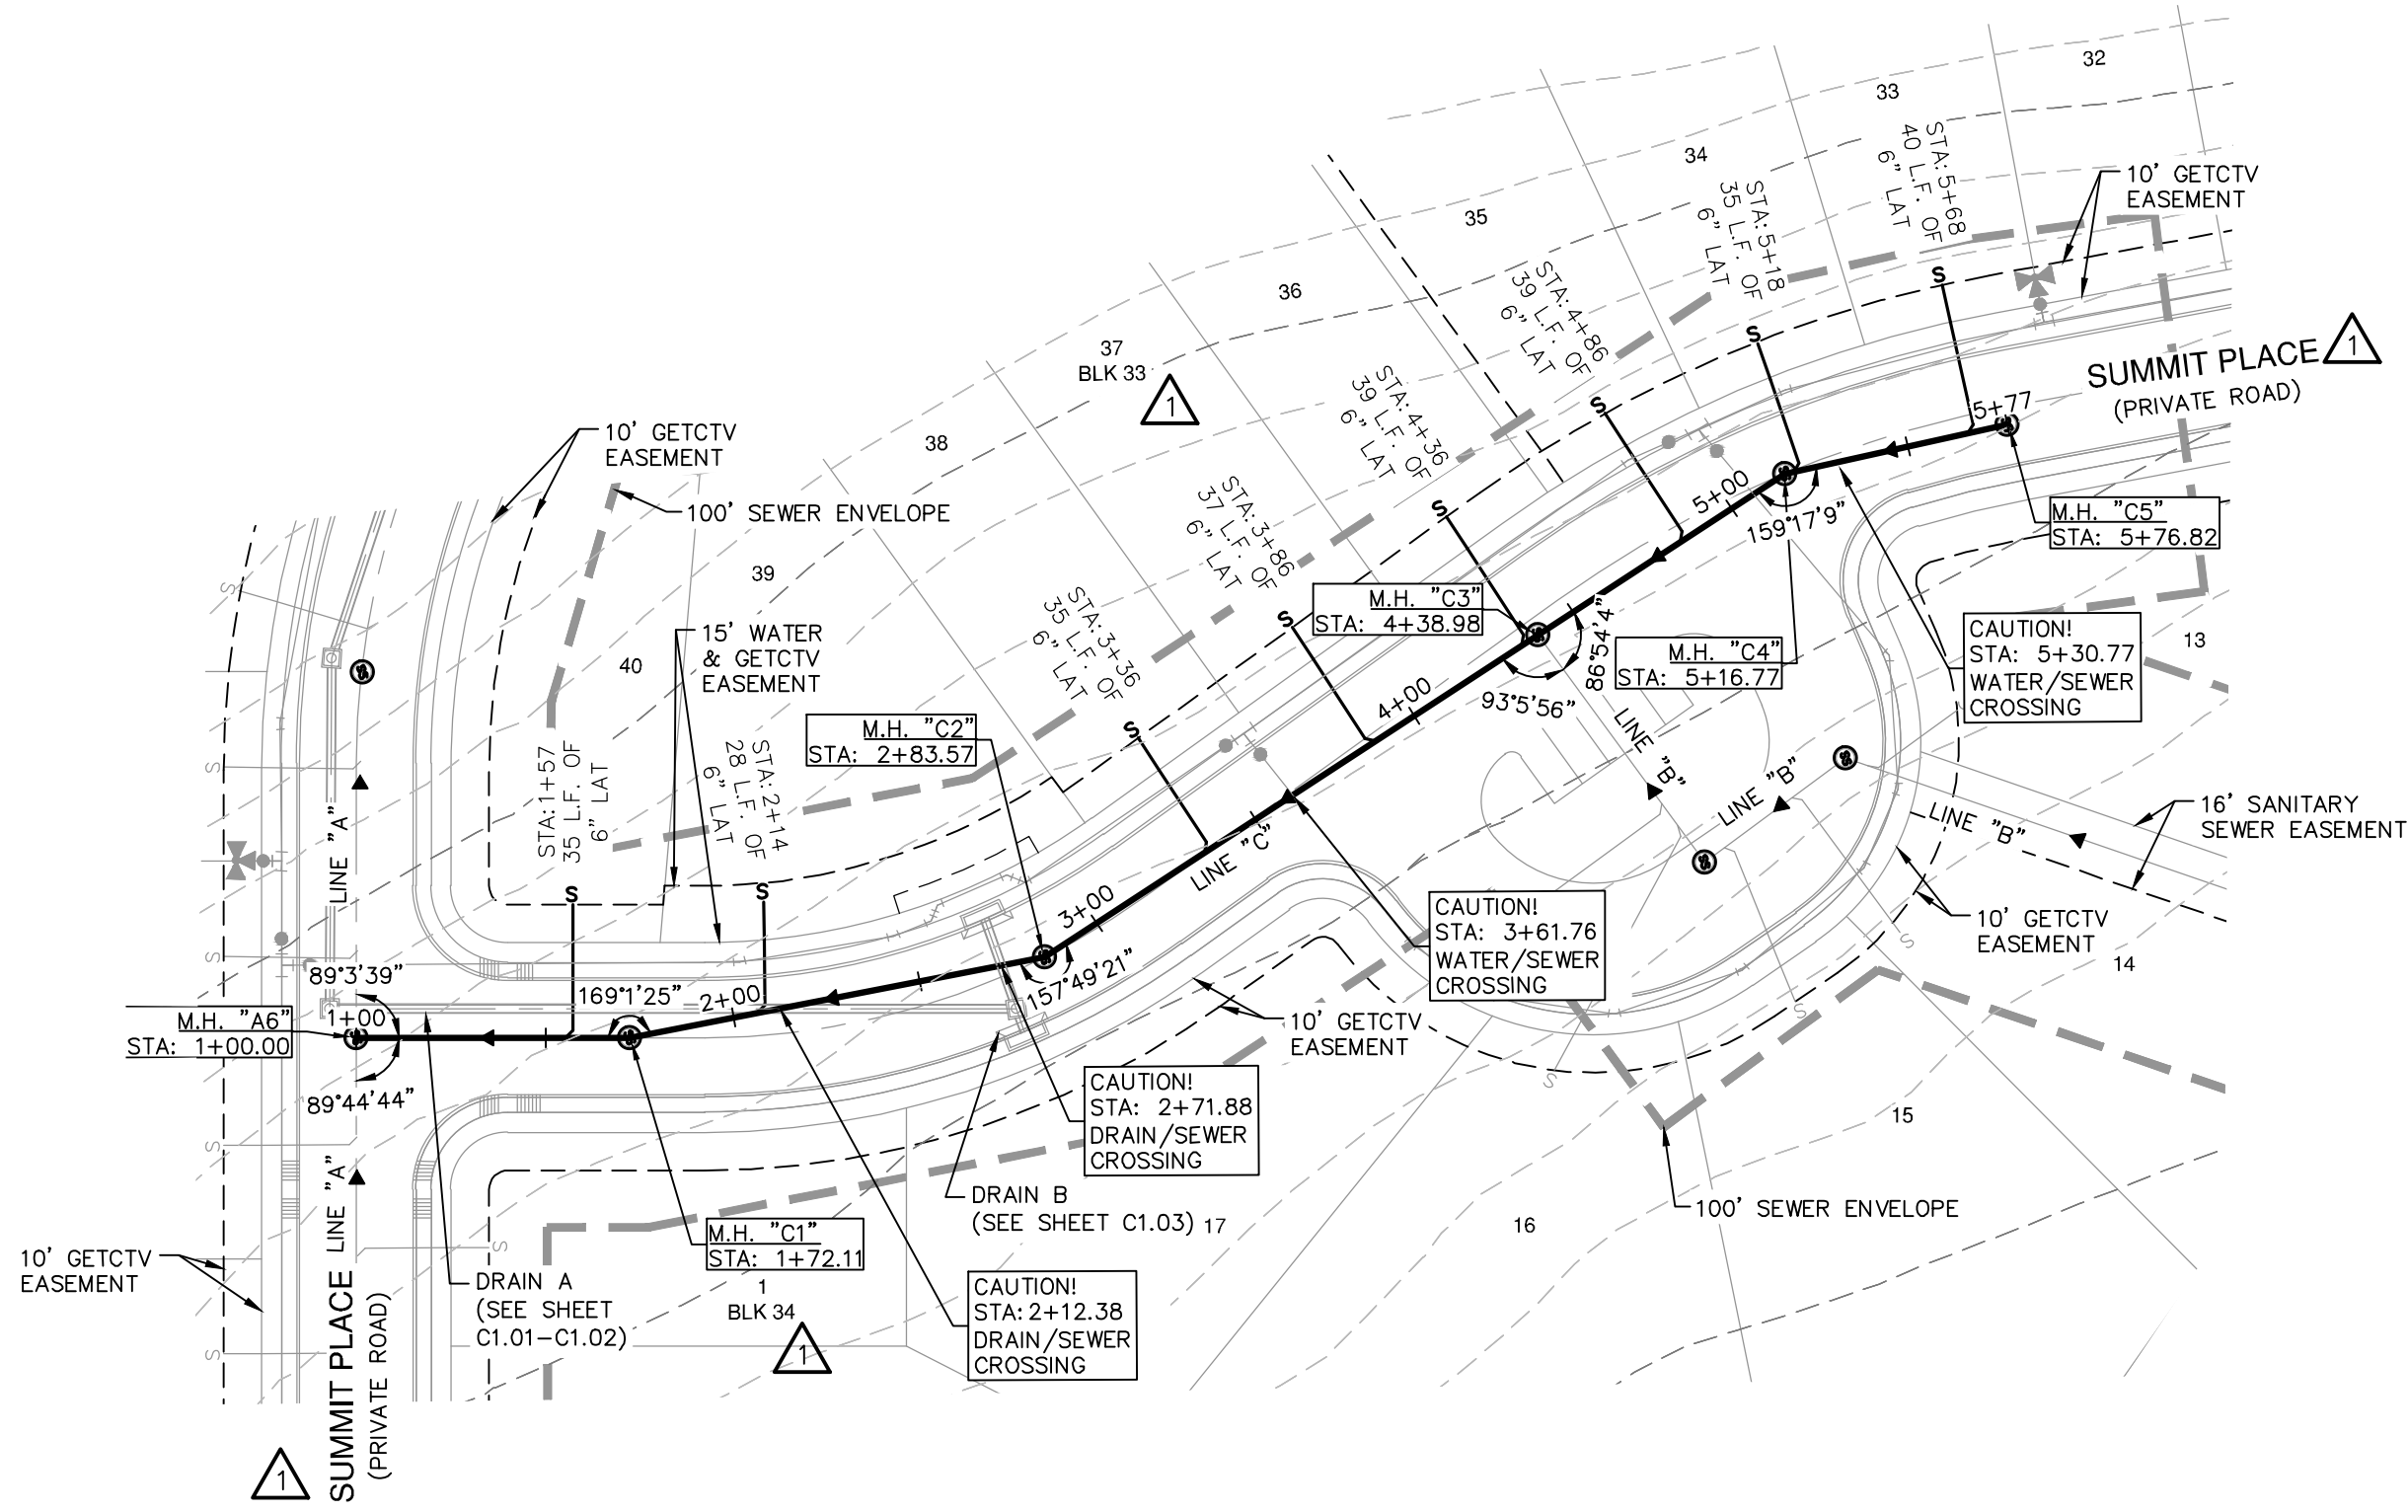 32
33
34
35
36
37
BLK 33
38
39
40
STA: 5+68
40 L.F. OF
6" LAT
STA: 5+18
35 L.F. OF
6" LAT
STA: 4+86
39 L.F. OF
6" LAT
STA: 4+36
39 L.F. OF
6" LAT
STA: 3+86
37 L.F. OF
6" LAT
STA: 3+36
35 L.F. OF
6" LAT
STA: 2+14
28 L.F. OF
6" LAT
STA: 1+57
35 L.F. OF
6" LAT
10' GETCTV
EASEMENT
1
SUMMIT PLACE
1
(PRIVATE ROAD)
10' GETCTV
EASEMENT
100' SEWER ENVELOPE
15' WATER
& GETCTV
EASEMENT
S
S
S
S
S
S
S
S
5+77
5+00
4+00
3+00
2+00
1+00
M.H. "C5"
STA: 5+76.82
159°17'9"
M.H. "C3"
STA: 4+38.98
86°54'4"
M.H. "C4"
STA: 5+16.77
93°5'56"
CAUTION!
STA: 5+30.77
WATER/SEWER
CROSSING
13
M.H. "C2"
STA: 2+83.57
LINE "B"
LINE "B"
LINE "B"
16' SANITARY
SEWER EASEMENT
LINE "C"
LINE "A"
CAUTION!
STA: 3+61.76
WATER/SEWER
CROSSING
10' GETCTV
EASEMENT
14
157°49'21"
169°1'25"
89°3'39"
M.H. "A6"
STA: 1+00.00
89°44'44"
10' GETCTV
EASEMENT
CAUTION!
STA: 2+71.88
DRAIN/SEWER
CROSSING
15
DRAIN B
(SEE SHEET C1.03)
17
16
100' SEWER ENVELOPE
M.H. "C1"
STA: 1+72.11
1
BLK 34
1
10' GETCTV
EASEMENT
DRAIN A
(SEE SHEET
C1.01-C1.02)
CAUTION!
STA: 2+12.38
DRAIN/SEWER
CROSSING
LINE "A"
SUMMIT PLACE
(PRIVATE ROAD)
1
S
S
S
S
S
S
S
S
S